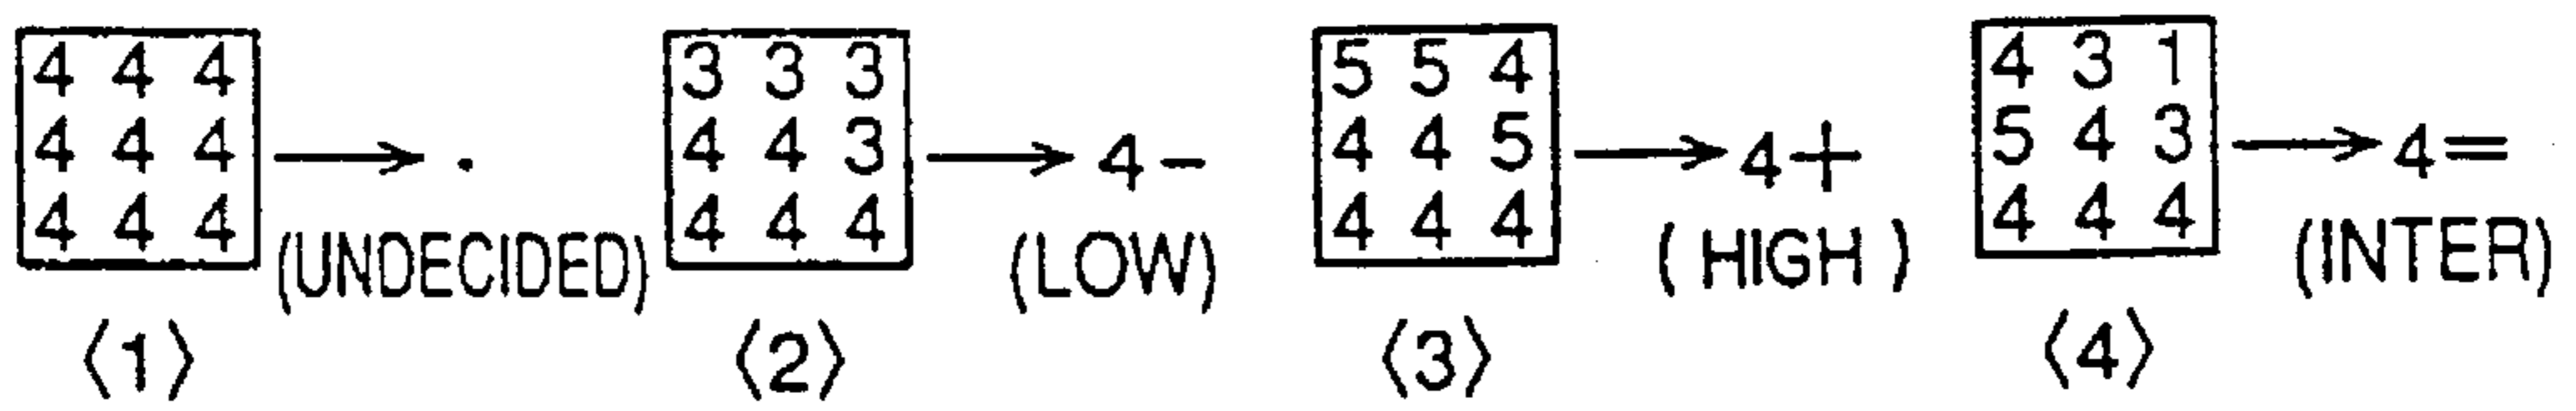 4 4 4
4 4 4
4 4 4
→ ·
(UNDECIDED)
⟨1⟩
3 3 3
4 4 3
4 4 4
→ 4−
(LOW)
⟨2⟩
5 5 4
4 4 5
4 4 4
→ 4+
( HIGH )
⟨3⟩
4 3 1
5 4 3
4 4 4
→ 4=
(INTER)
⟨4⟩